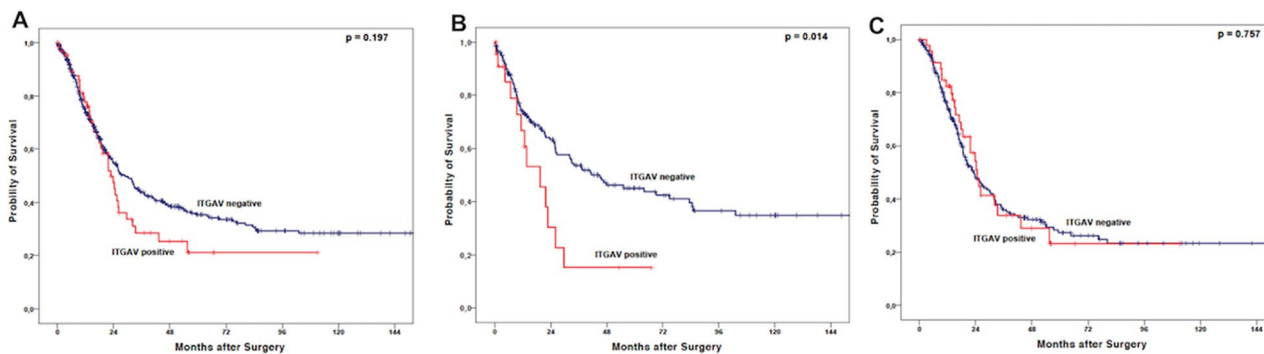 A
p = 0.197
Probability of Survival
1,0
0,8
0,6
0,4
0,2
0,0
ITGAV negative
ITGAV positive
0 24 48 72 96 120 144
Months after Surgery
B
p = 0.014
Probability of Survival
1,0
0,8
0,6
0,4
0,2
0,0
ITGAV negative
ITGAV positive
0 24 48 72 96 120 144
Months after Surgery
C
p = 0.757
Probability of Survival
1,0
0,8
0,6
0,4
0,2
0,0
ITGAV negative
ITGAV positive
0 24 48 72 96 120 144
Months after Surgery